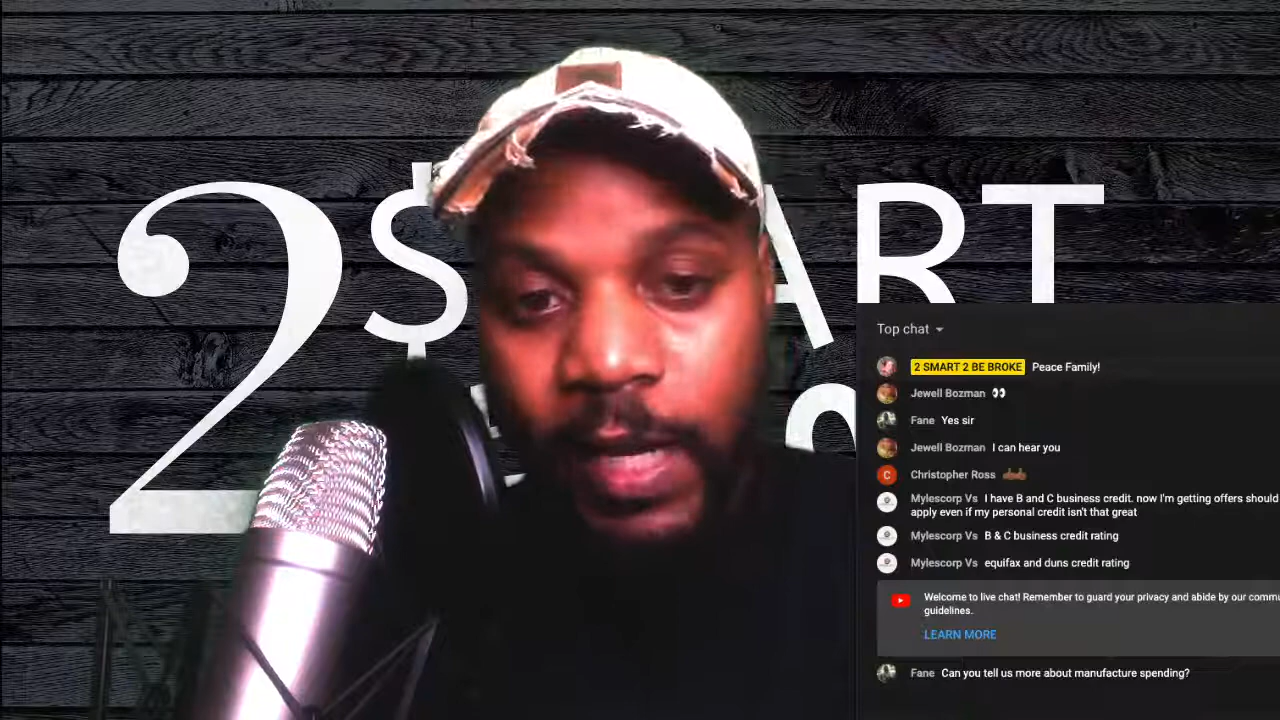 2 $ ART
Top chat
2 SMART 2 BE BROKE Peace Family!
Jewell Bozman 👀
Fane Yes sir
Jewell Bozman I can hear you
C Christopher Ross
Mylescorp Vs I have B and C business credit. now I'm getting offers should
apply even if my personal credit isn't that great
Mylescorp Vs B & C business credit rating
Mylescorp Vs equifax and duns credit rating
Welcome to live chat! Remember to guard your privacy and abide by our commu
guidelines.
LEARN MORE
Fane Can you tell us more about manufacture spending?